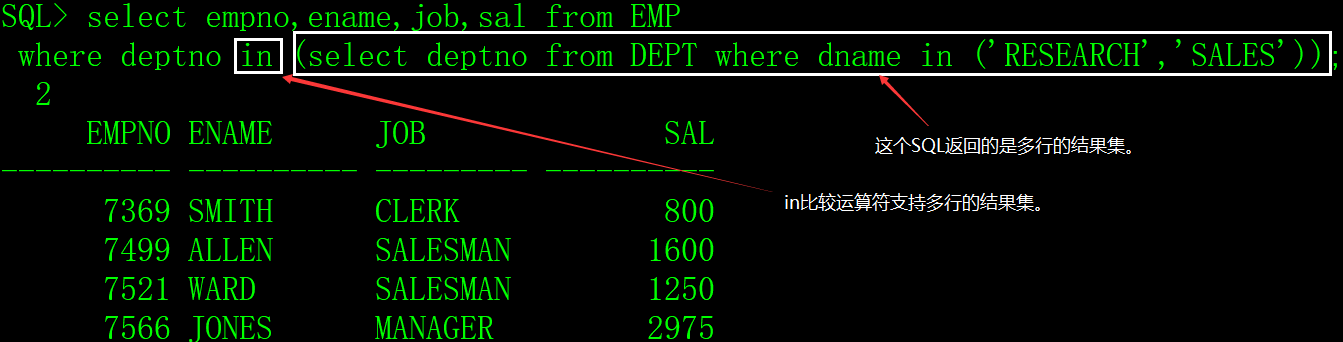 SQL> select empno,ename,job,sal from EMP
where deptno in (select deptno from DEPT where dname in ('RESEARCH','SALES'));
2
EMPNO ENAME JOB SAL
这个SQL返回的是多行的结果集。
---------- ---------- --------- ----------
in比较运算符支持多行的结果集。
7369 SMITH CLERK 800
7499 ALLEN SALESMAN 1600
7521 WARD SALESMAN 1250
7566 JONES MANAGER 2975